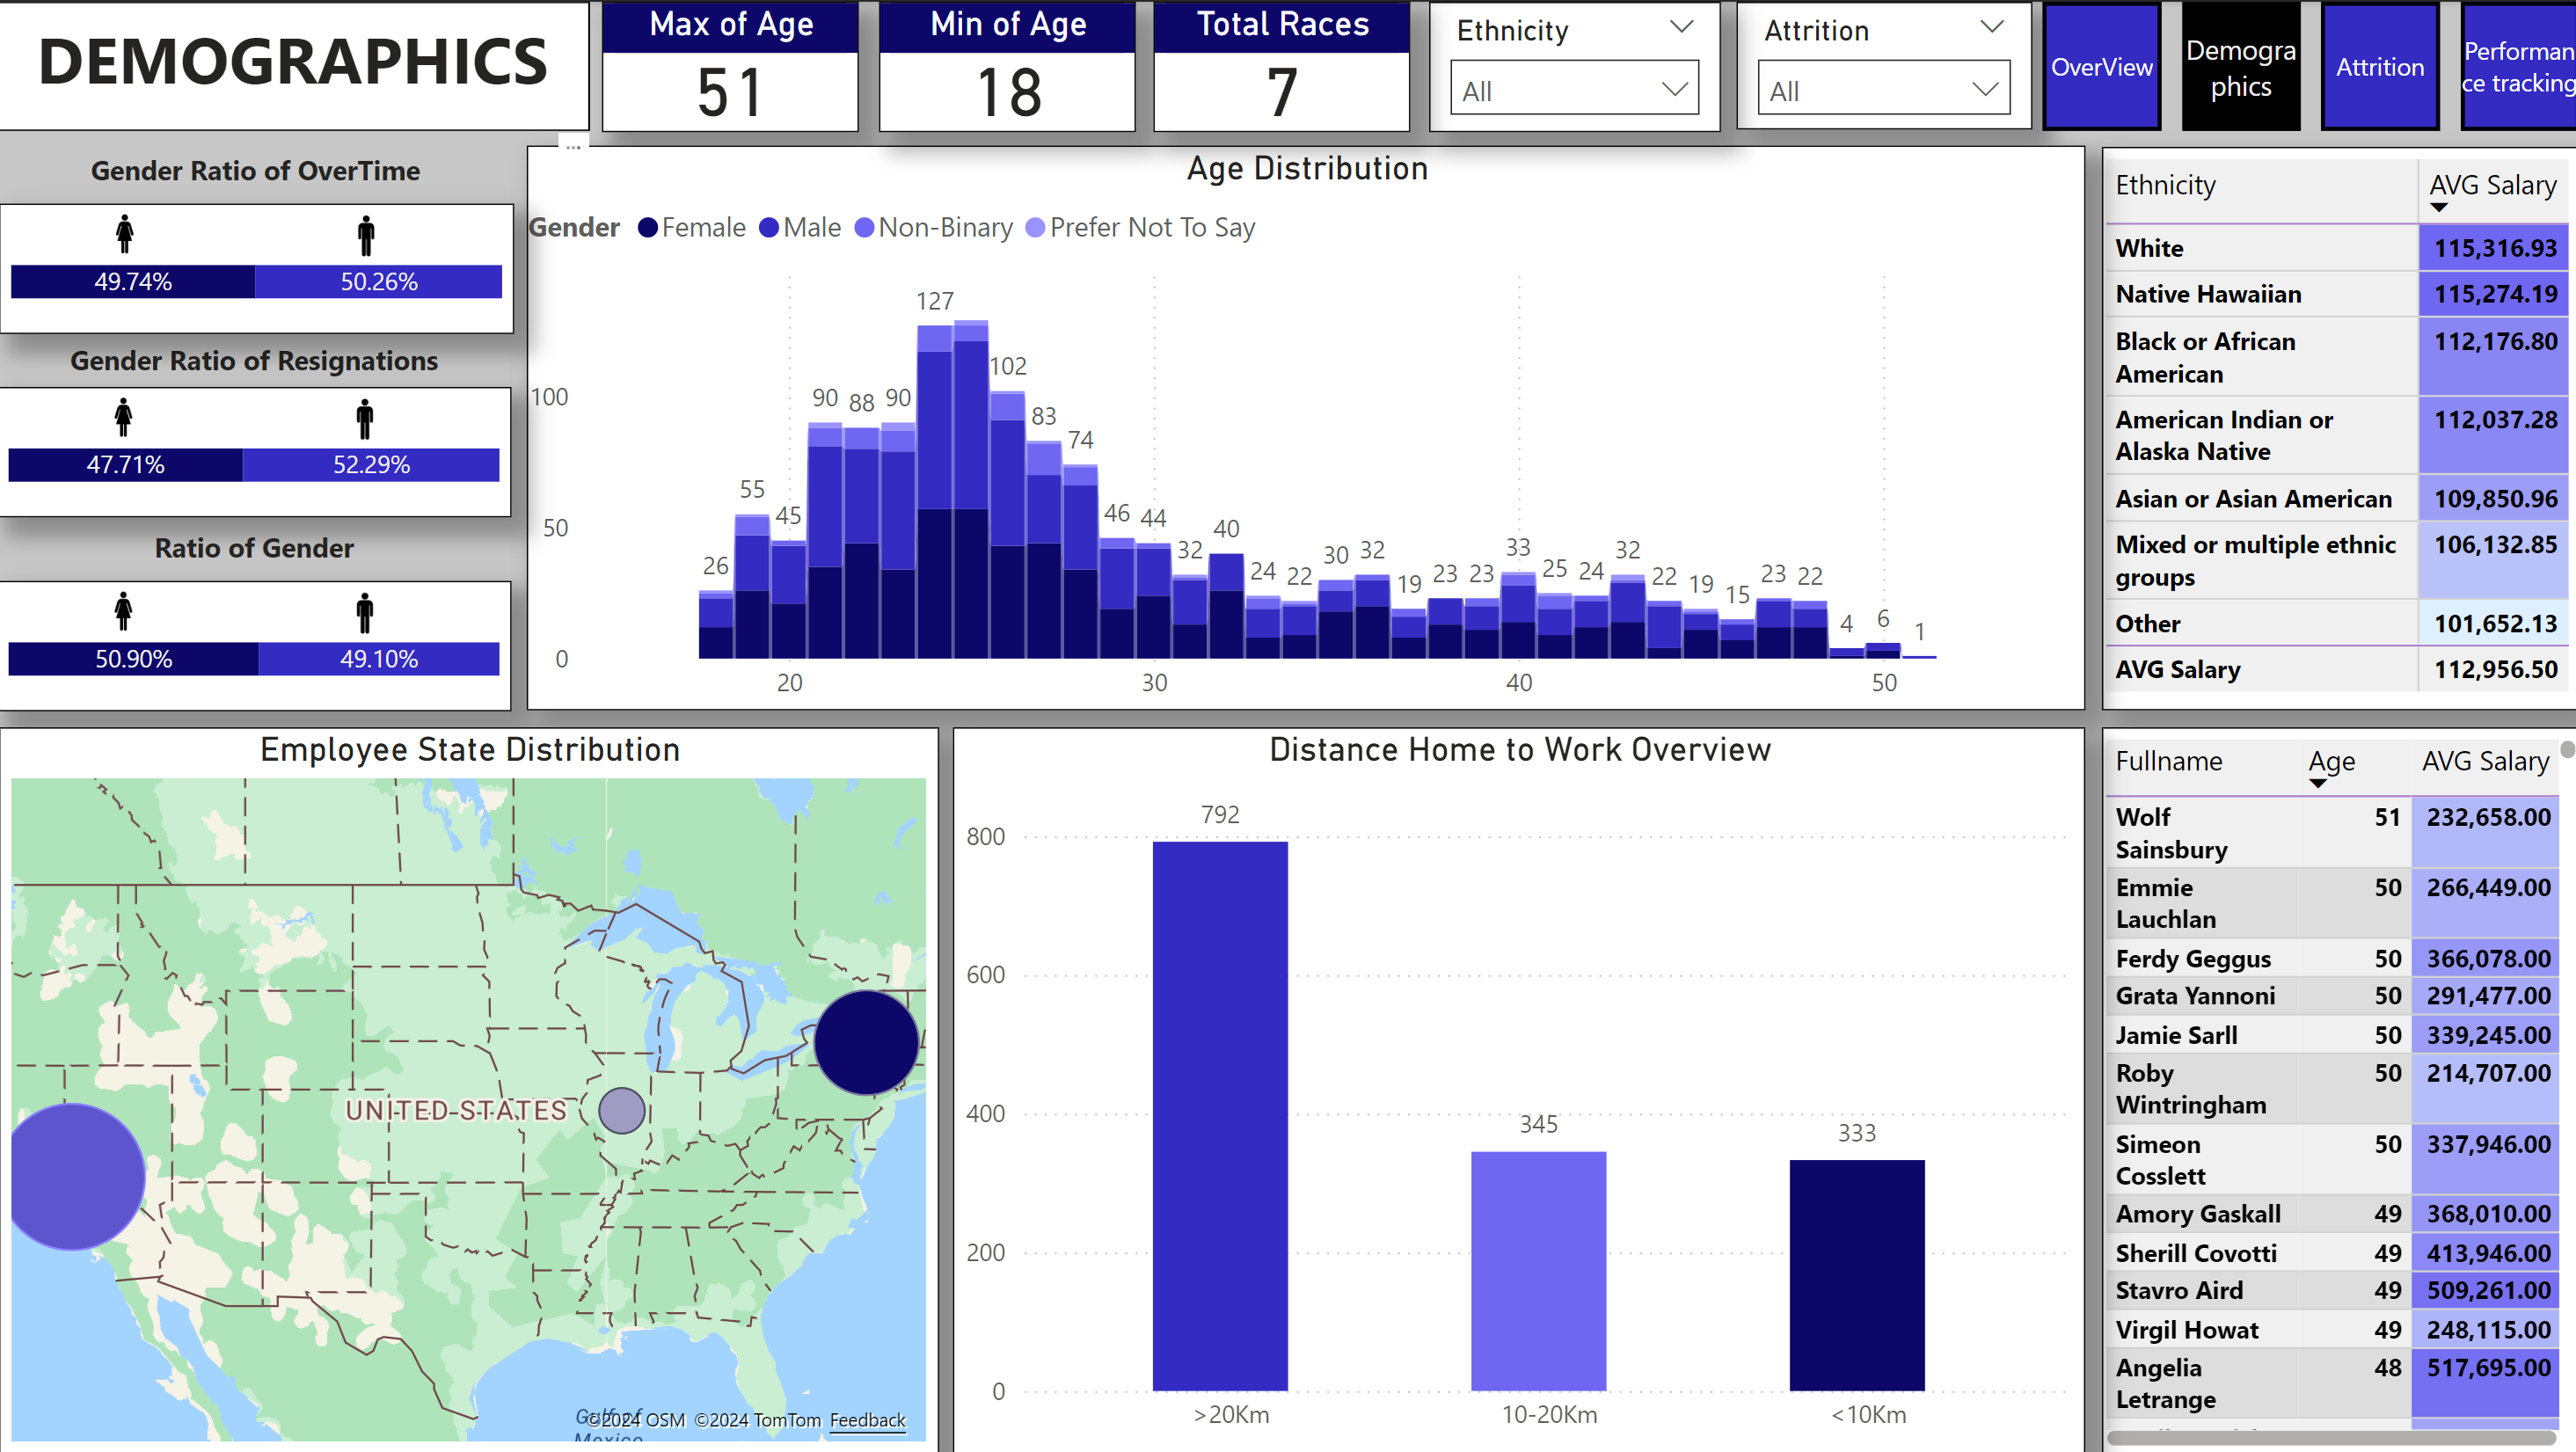 DEMOGRAPHICS
Max of Age
51
Min of Age
18
Total Races
7
Ethnicity
All
Attrition
All
OverView
Demogra
phics
Attrition
Performan
ce tracking
Gender Ratio of OverTime
49.74% 50.26%
Gender Ratio of Resignations
47.71% 52.29%
Ratio of Gender
50.90% 49.10%
Age Distribution
Gender Female Male Non-Binary Prefer Not To Say
100
50
0
26
55
45
90
88
90
127
102
83
74
46
44
32
40
24
22
30
32
19
23
23
33
25
24
32
22
19
15
23
22
4
6
1
20 30 40 50
Ethnicity AVG Salary
White 115,316.93
Native Hawaiian 115,274.19
Black or African 112,176.80
American
American Indian or 112,037.28
Alaska Native
Asian or Asian American 109,850.96
Mixed or multiple ethnic 106,132.85
groups
Other 101,652.13
AVG Salary 112,956.50
Employee State Distribution
UNITED STATES
Gulf of
Mexico
©2024 OSM ©2024 TomTom Feedback
Distance Home to Work Overview
800
600
400
200
0
792
345
333
>20Km 10-20Km <10Km
Fullname Age AVG Salary
Wolf 51 232,658.00
Sainsbury
Emmie 50 266,449.00
Lauchlan
Ferdy Geggus 50 366,078.00
Grata Yannoni 50 291,477.00
Jamie Sarll 50 339,245.00
Roby 50 214,707.00
Wintringham
Simeon 50 337,946.00
Cosslett
Amory Gaskall 49 368,010.00
Sherill Covotti 49 413,946.00
Stavro Aird 49 509,261.00
Virgil Howat 49 248,115.00
Angelia 48 517,695.00
Letrange